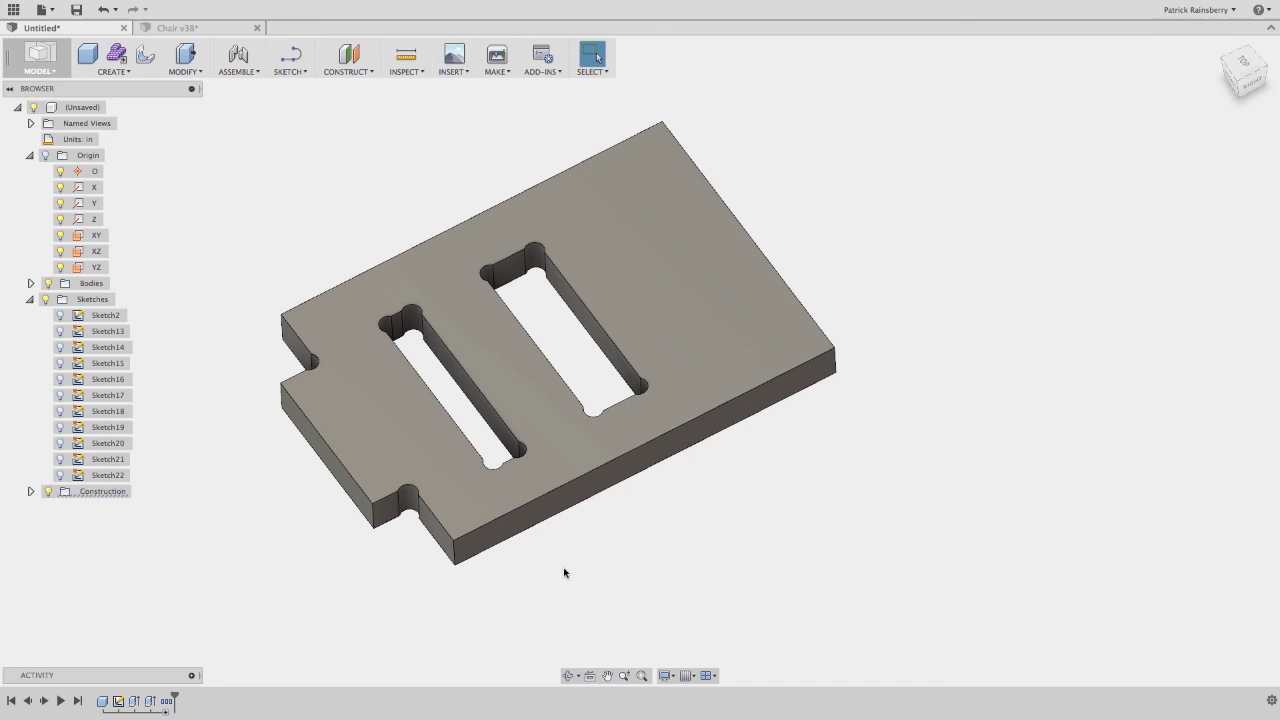 Patrick Rainsberry
Untitled*
Chair v38*
MODEL
CREATE
MODIFY
ASSEMBLE
SKETCH
CONSTRUCT
INSPECT
INSERT
MAKE
ADD-INS
SELECT
RIGHT
BROWSER
(Unsaved)
Named Views
Units: in
Origin
O
X
Y
Z
XY
XZ
YZ
Bodies
Sketches
Sketch2
Sketch13
Sketch14
Sketch15
Sketch16
Sketch17
Sketch18
Sketch19
Sketch20
Sketch21
Sketch22
Construction
ACTIVITY